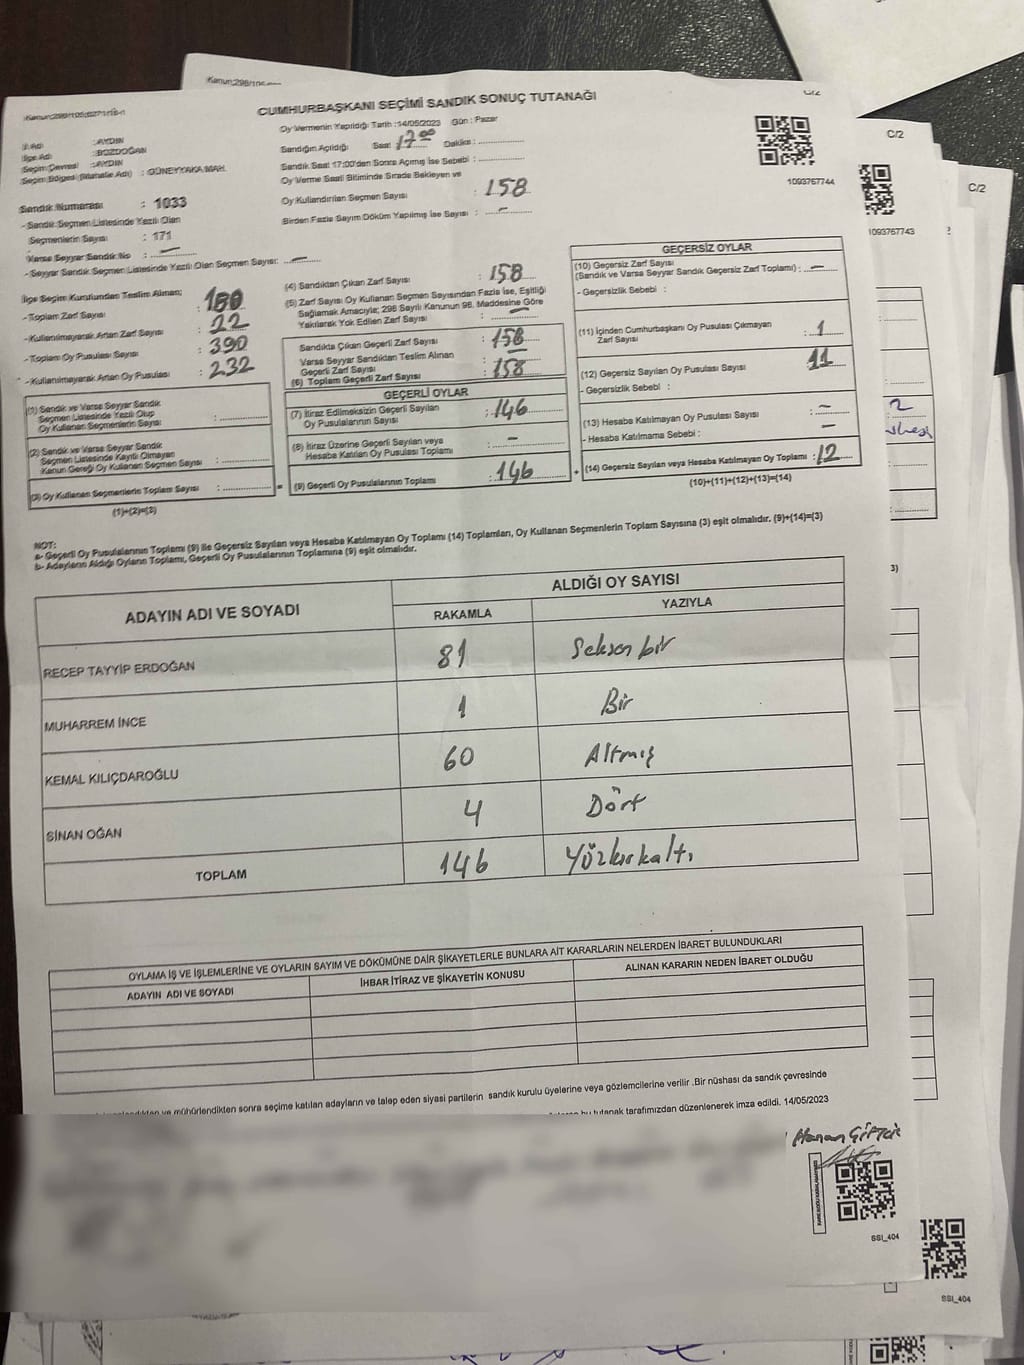 CUMHURBAŞKANI SEÇİMİ SANDIK SONUÇ TUTANAĞI
C/2
İl Adı : AYDIN
İlçe Adı : BOZDOĞAN
Seçim Çevresi : AYDIN
Seçim Bölgesi (Mahalle Adı) : GÜNEYYAKA MAH.
Oy Vermenin Yapıldığı Tarih : 14/05/2023 Gün : Pazar
Sandığın Açıldığı Saat : 17:00 Dakika :
Sandık Saat 17:00'den Sonra Açılmış İse Sebebi :
Oy Verme Saati Bitiminde Sırada Bekleyen ve
Oy Kullandırılan Seçmen Sayısı : 158
Birden Fazla Sayım Döküm Yapılmış İse Sayısı : -
1093767744
Sandık Numarası : 1033
- Sandık Seçmen Listesinde Yazılı Olan
Seçmenlerin Sayısı : 171
Varsa Seyyar Sandık No : -
- Seyyar Sandık Seçmen Listesinde Yazılı Olan Seçmen Sayısı: -
İlçe Seçim Kurulundan Teslim Alınan;
- Toplam Zarf Sayısı : 180
- Kullanılmayarak Artan Zarf Sayısı : 22
- Toplam Oy Pusulası Sayısı : 390
- Kullanılmayarak Artan Oy Pusulası : 232
(1) Sandık ve Varsa Seyyar Sandık
Seçmen Listesinde Yazılı Olup
Oy Kullanan Seçmenlerin Sayısı :
(2) Sandık ve Varsa Seyyar Sandık
Seçmen Listesinde Kayıtlı Olmayan
Kanun Gereği Oy Kullanan Seçmen Sayısı :
(3) Oy Kullanan Seçmenlerin Toplam Sayısı :
(1)+(2)=(3)
(4) Sandıktan Çıkan Zarf Sayısı : 158
(5) Zarf Sayısı Oy Kullanan Seçmen Sayısından Fazla İse, Eşitliği
Sağlamak Amacıyla; 298 Sayılı Kanunun 98. Maddesine Göre
Yakılarak Yok Edilen Zarf Sayısı : -
Sandıkta Çıkan Geçerli Zarf Sayısı : 158
Varsa Seyyar Sandıktan Teslim Alınan
Geçerli Zarf Sayısı : -
(6) Toplam Geçerli Zarf Sayısı : 158
GEÇERLİ OYLAR
(7) İtiraz Edilmeksizin Geçerli Sayılan
Oy Pusulalarının Sayısı : 146
(8) İtiraz Üzerine Geçerli Sayılan veya
Hesaba Katılan Oy Pusulası Toplamı : -
= (9) Geçerli Oy Pusulalarının Toplamı : 146
GEÇERSİZ OYLAR
(10) Geçersiz Zarf Sayısı
(Sandık ve Varsa Seyyar Sandık Geçersiz Zarf Toplamı) : -
- Geçersizlik Sebebi :
(11) İçinden Cumhurbaşkanı Oy Pusulası Çıkmayan
Zarf Sayısı : 1
(12) Geçersiz Sayılan Oy Pusulası Sayısı : 11
- Geçersizlik Sebebi :
(13) Hesaba Katılmayan Oy Pusulası Sayısı : -
- Hesaba Katılmama Sebebi : -
+ (14) Geçersiz Sayılan veya Hesaba Katılmayan Oy Toplamı : 12
(10)+(11)+(12)+(13)=(14)
NOT:
a- Geçerli Oy Pusulalarının Toplamı (9) ile Geçersiz Sayılan veya Hesaba Katılmayan Oy Toplamı (14) Toplamları, Oy Kullanan Seçmenlerin Toplam Sayısına (3) eşit olmalıdır. (9)+(14)=(3)
b- Adayların Aldığı Oyların Toplamı, Geçerli Oy Pusulalarının Toplamına (9) eşit olmalıdır.
ADAYIN ADI VE SOYADI ALDIĞI OY SAYISI
RAKAMLA YAZIYLA
RECEP TAYYİP ERDOĞAN 81 Seksen bir
MUHARREM İNCE 1 Bir
KEMAL KILIÇDAROĞLU 60 Altmış
SİNAN OĞAN 4 Dört
TOPLAM 146 Yüzkırkaltı
OYLAMA İŞ VE İŞLEMLERİNE VE OYLARIN SAYIM VE DÖKÜMÜNE DAİR ŞİKAYETLERLE BUNLARA AİT KARARLARIN NELERDEN İBARET BULUNDUKLARI
ADAYIN ADI VE SOYADI İHBAR İTİRAZ VE ŞİKAYETİN KONUSU ALINAN KARARIN NEDEN İBARET OLDUĞU
ve mühürlendikten sonra seçime katılan adayların ve talep eden siyasi partilerin sandık kurulu üyelerine veya gözlemcilerine verilir .Bir nüshası da sandık çevresinde
bu tutanak tarafımızdan düzenlenerek imza edildi. 14/05/2023
SSI_404
C/2
1093767743
2
3)
C/2
SSI_404